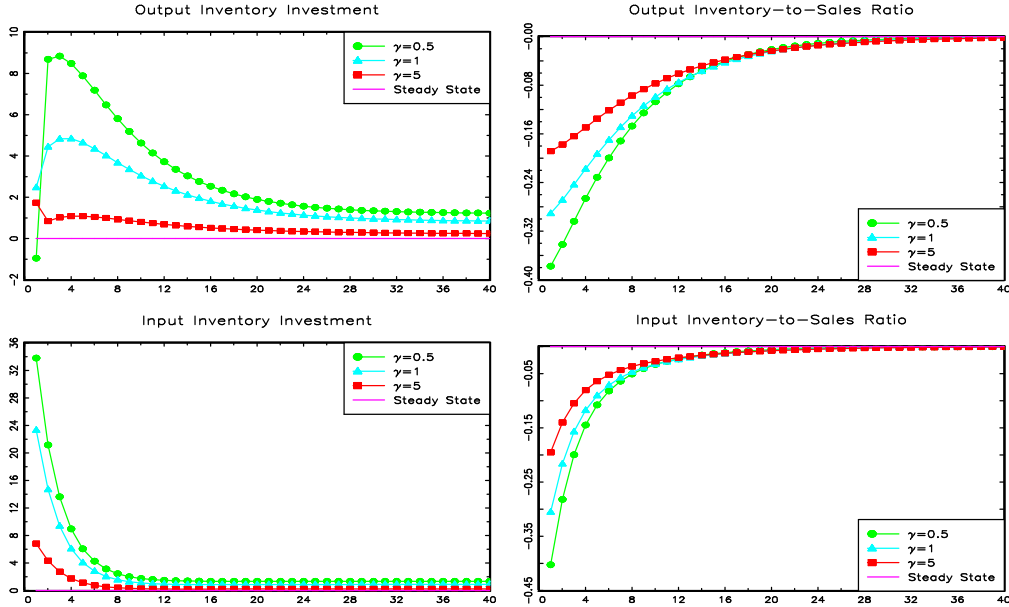 Output Inventory Investment
10
8
6
4
2
0
−2
γ=0.5
γ=1
γ=5
Steady State
0 4 8 12 16 20 24 28 32 36 40
Output Inventory−to−Sales Ratio
−0.00
−0.08
−0.16
−0.24
−0.32
−0.40
γ=0.5
γ=1
γ=5
Steady State
0 4 8 12 16 20 24 28 32 36 40
Input Inventory Investment
36
32
28
24
20
16
12
8
4
0
γ=0.5
γ=1
γ=5
Steady State
0 4 8 12 16 20 24 28 32 36 40
Input Inventory−to−Sales Ratio
−0.05
−0.15
−0.25
−0.35
−0.45
γ=0.5
γ=1
γ=5
Steady State
0 4 8 12 16 20 24 28 32 36 40